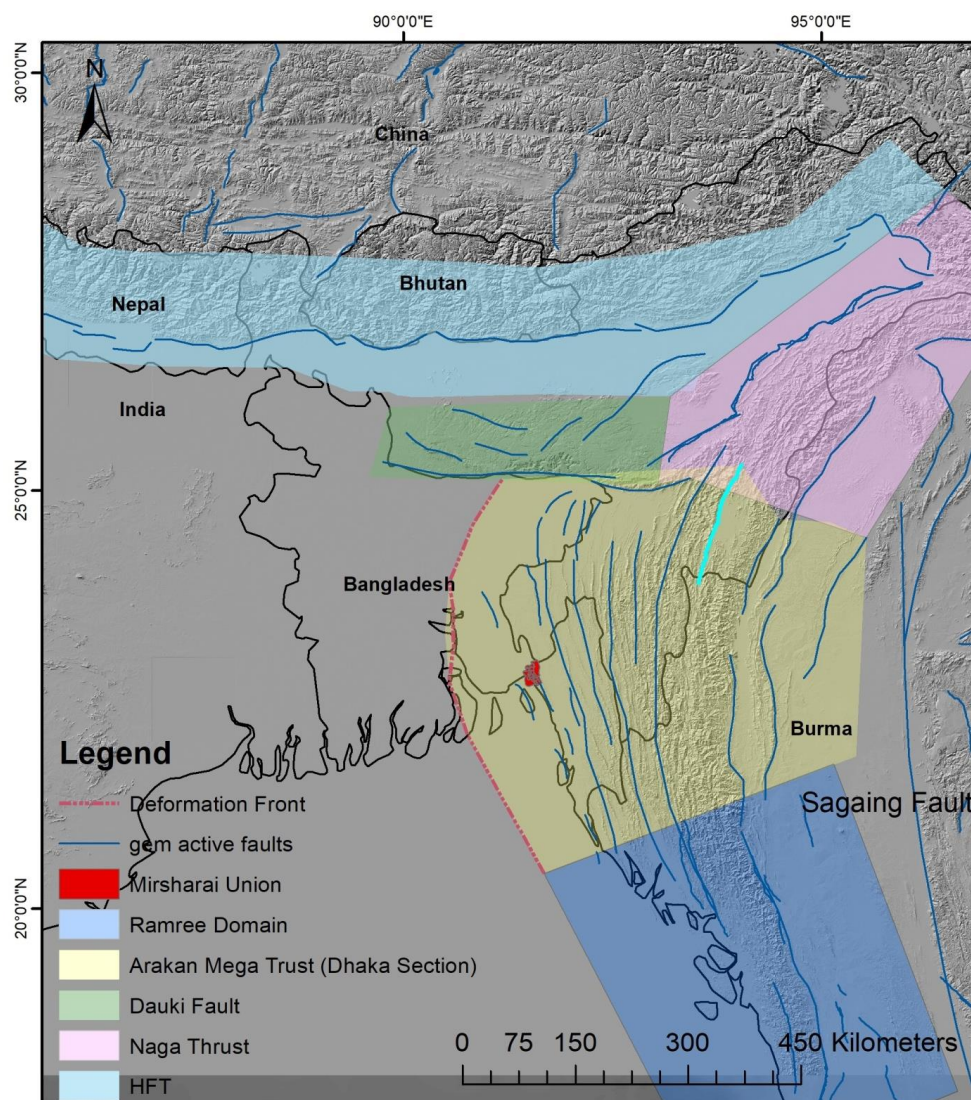 90°0'0"E
95°0'0"E
30°0'0"N
25°0'0"N
20°0'0"N
N
China
Nepal
Bhutan
India
Bangladesh
Burma
Sagaing Fault
Legend
Deformation Front
gem active faults
Mirsharai Union
Ramree Domain
Arakan Mega Trust (Dhaka Section)
Dauki Fault
Naga Thrust
HFT
0 75 150 300 450 Kilometers